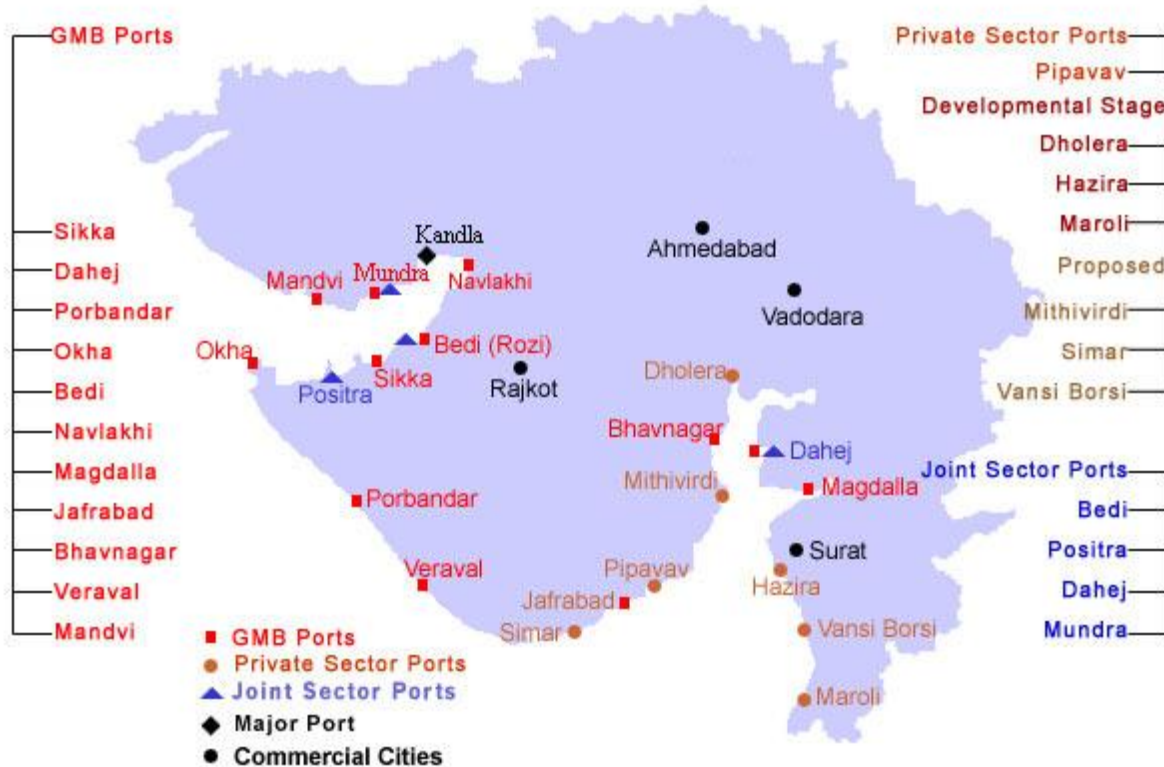 GMB Ports
Sikka
Dahej
Porbandar
Okha
Bedi
Navlakhi
Magdalla
Jafrabad
Bhavnagar
Veraval
Mandvi
Kandla
Mandvi
Mundra
Navlakhi
Okha
Bedi (Rozi)
Sikka
Positra
Rajkot
Ahmedabad
Vadodara
Dholera
Bhavnagar
Dahej
Mithivirdi
Magdalla
Porbandar
Surat
Veraval
Pipavav
Hazira
Jafrabad
Simar
Vansi Borsi
Maroli
GMB Ports
Private Sector Ports
Joint Sector Ports
Major Port
Commercial Cities
Private Sector Ports
Pipavav
Developmental Stage
Dholera
Hazira
Maroli
Proposed
Mithivirdi
Simar
Vansi Borsi
Joint Sector Ports
Bedi
Positra
Dahej
Mundra